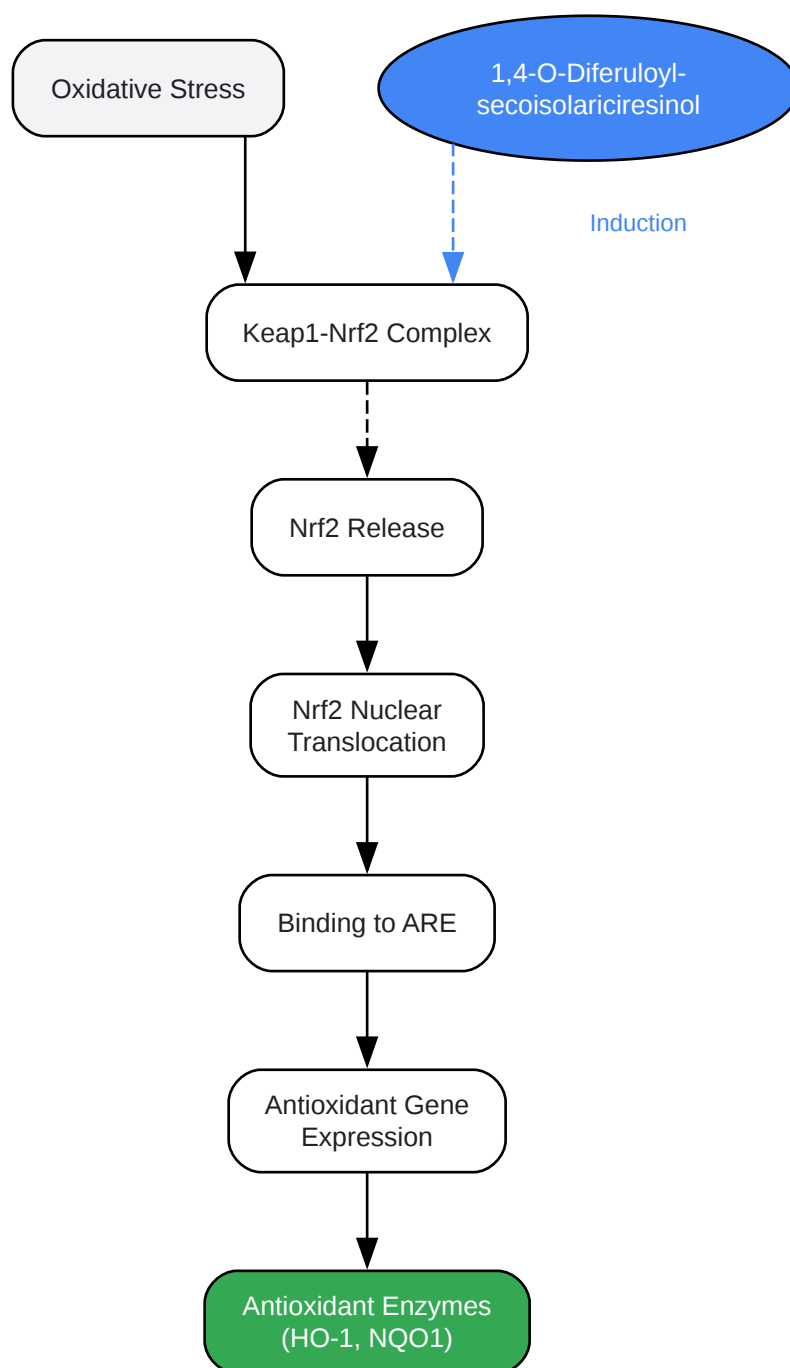 Oxidative Stress
1,4-O-Diferuloyl-
secoisolariciresinol
Induction
Keap1-Nrf2 Complex
Nrf2 Release
Nrf2 Nuclear
Translocation
Binding to ARE
Antioxidant Gene
Expression
Antioxidant Enzymes
(HO-1, NQO1)